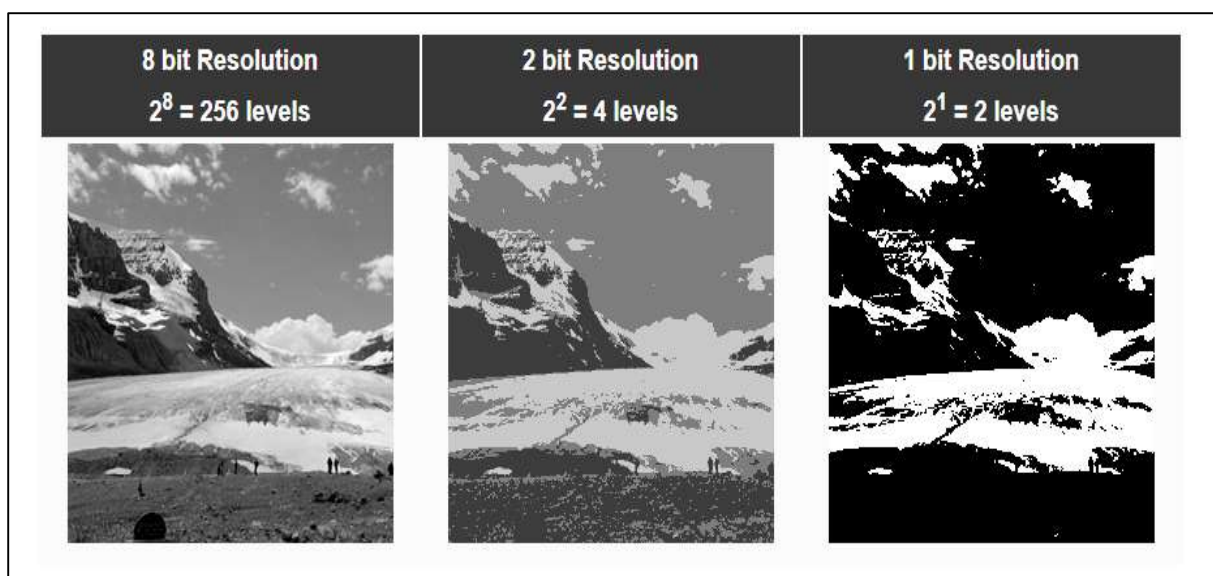 8 bit Resolution
2^8 = 256 levels
2 bit Resolution
2^2 = 4 levels
1 bit Resolution
2^1 = 2 levels